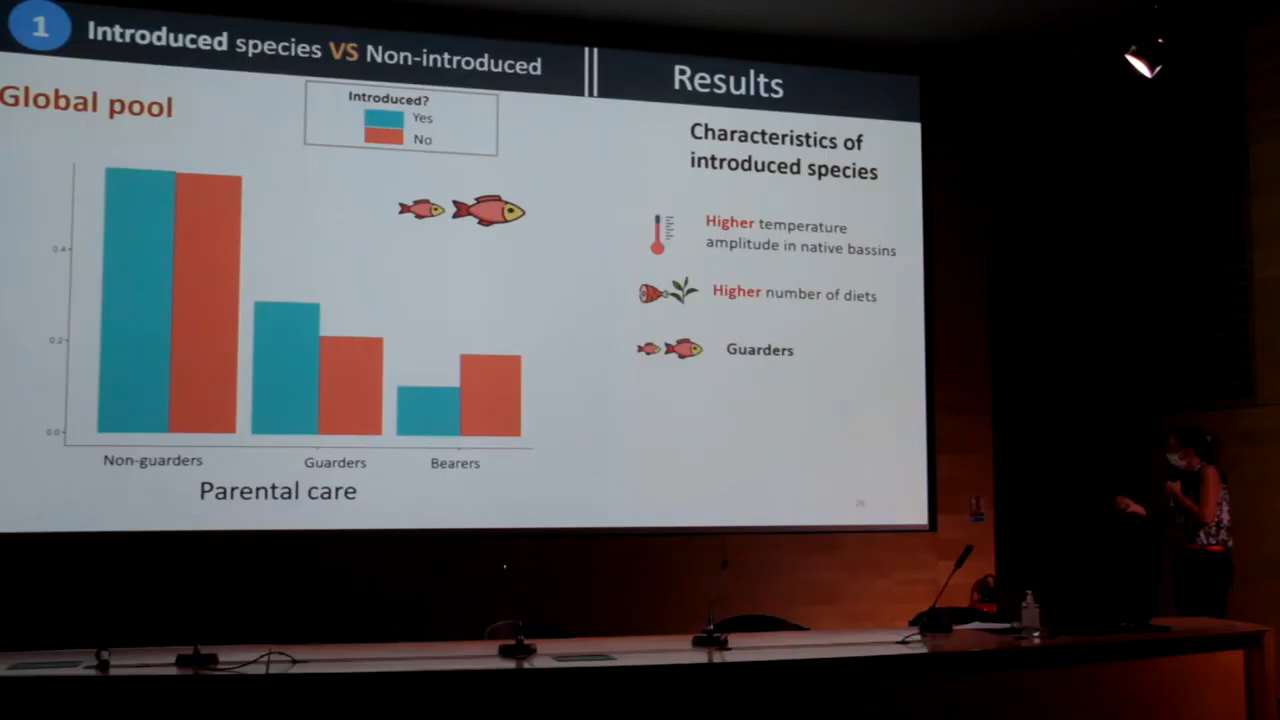 1
Introduced species VS Non-introduced
Results
Global pool
Introduced?
Yes
No
0.4
0.2
0.0
Non-guarders
Guarders
Bearers
Parental care
Characteristics of
introduced species
Higher temperature
amplitude in native bassins
Higher number of diets
Guarders